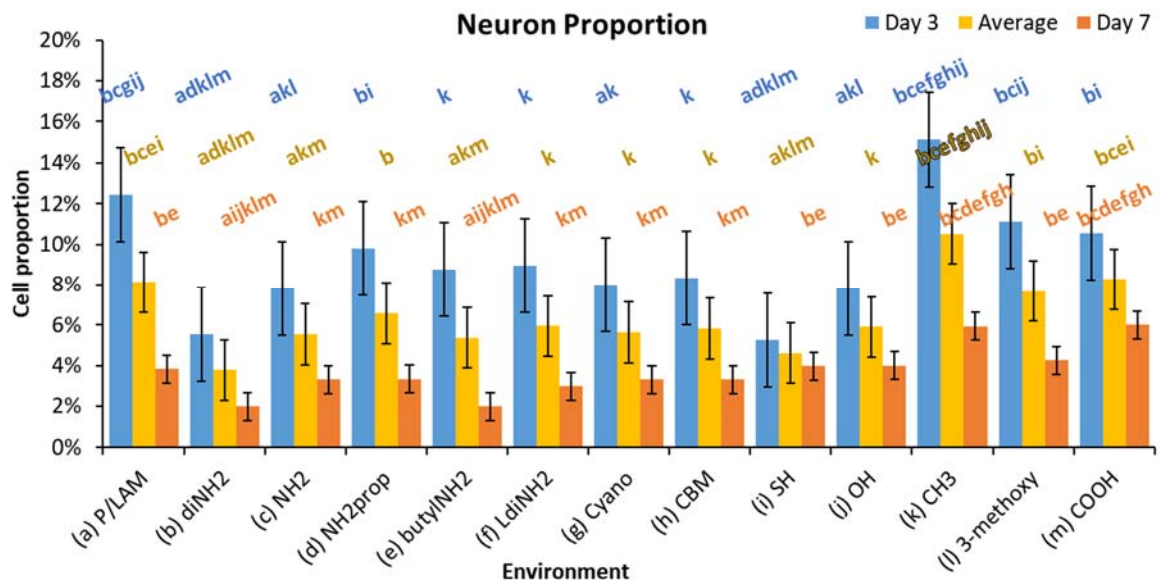 Neuron Proportion
Day 3 Average Day 7
20%
18%
16%
14%
12%
10%
8%
6%
4%
2%
0%
Cell proportion
bcgij adklm akl bi k k ak k adklm akl bcefghij bcij bi
bcei adklm akm b akm k k k aklm k bcefghij bi bcei
be aijklm km km aijklm km km km be be bcdefgh be bcdefgh
(a) P/LAM
(b) diNH2
(c) NH2
(d) NH2prop
(e) butylNH2
(f) LdiNH2
(g) Cyano
(h) CBM
(i) SH
(j) OH
(k) CH3
(l) 3-methoxy
(m) COOH
Environment